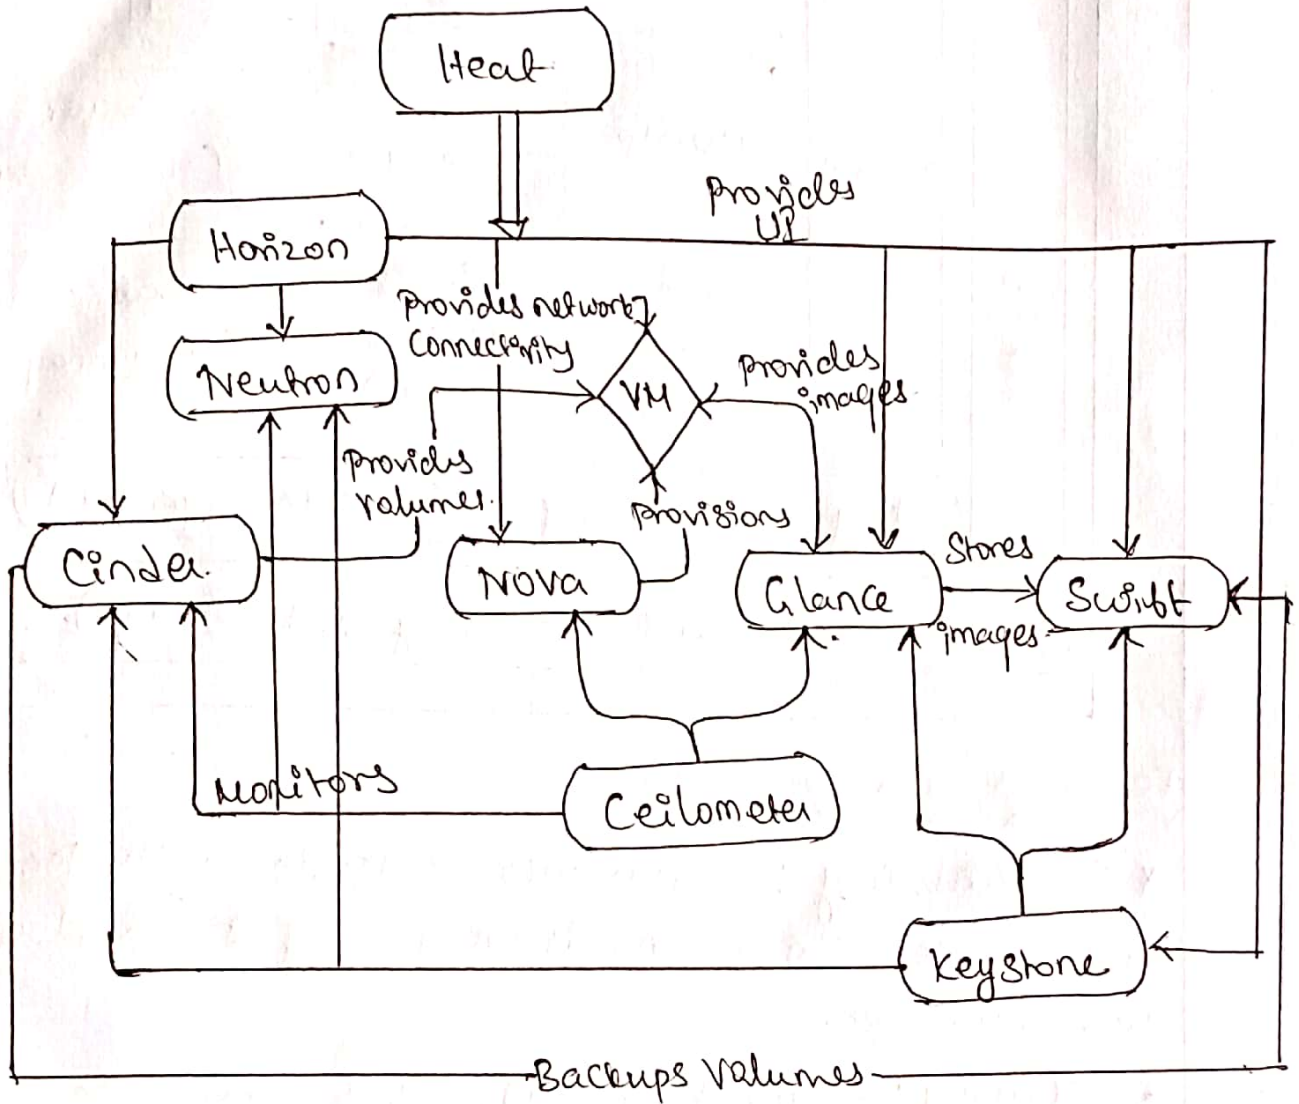 Heat
Provides
UI
Horizon
Provides network
Connectivity
Neutron
VM
Provides
images
Provides
Volumes
Provisions
Cinder
Nova
Glance
Stores
images
Swift
Monitors
Ceilometer
Keystone
Backups Volumes